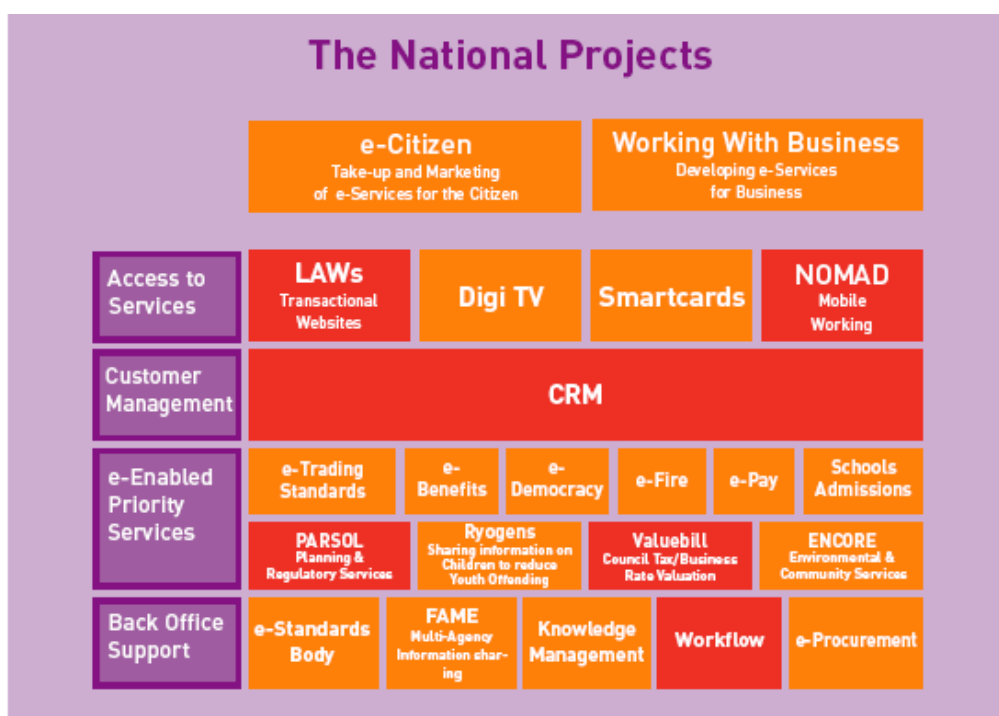 The National Projects
e-Citizen
Take-up and Marketing
of e-Services for the Citizen
Working With Business
Developing e-Services
for Business
Access to
Services
LAWs
Transactional
Websites
Digi TV
Smartcards
NOMAD
Mobile
Working
Customer
Management
CRM
e-Enabled
Priority
Services
e-Trading
Standards
e-
Benefits
e-
Democracy
e-Fire
e-Pay
Schools
Admissions
PARSOL
Planning &
Regulatory Services
Ryogens
Sharing information on
Children to reduce
Youth Offending
Valuebill
Council Tax/Business
Rate Valuation
ENCORE
Environmental &
Community Services
Back Office
Support
e-Standards
Body
FAME
Multi-Agency
Information shar-
ing
Knowledge
Management
Workflow
e-Procurement